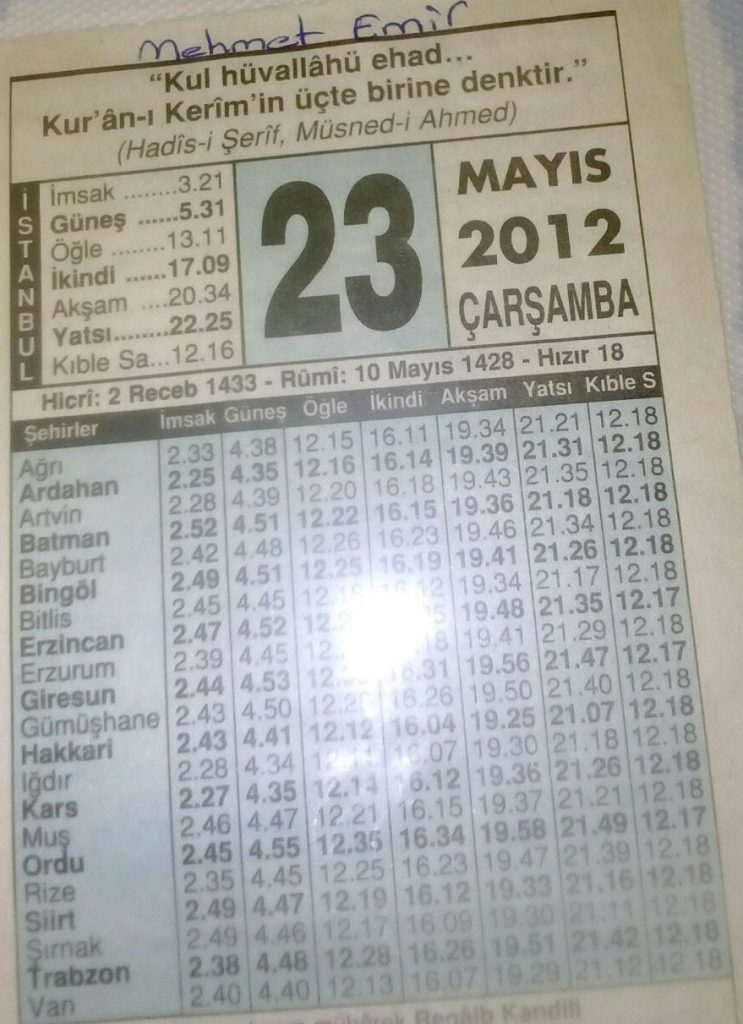 Mehmet Emir
“Kul hüvallâhü ehad...
Kur’ân-ı Kerîm’in üçte birine denktir.”
(Hadîs-i Şerîf, Müsned-i Ahmed)
İSTANBUL
İmsak ........3.21
Güneş ......5.31
Öğle ........13.11
İkindi ......17.09
Akşam ....20.34
Yatsı........22.25
Kıble Sa...12.16
23
MAYIS
2012
ÇARŞAMBA
Hicrî: 2 Receb 1433 - Rûmî: 10 Mayıs 1428 - Hızır 18
Şehirler İmsak Güneş Öğle İkindi Akşam Yatsı Kıble S
Ağrı 2.33 4.38 12.15 16.11 19.34 21.21 12.18
Ardahan 2.25 4.35 12.16 16.14 19.39 21.31 12.18
Artvin 2.28 4.39 12.20 16.18 19.43 21.35 12.18
Batman 2.52 4.51 12.22 16.15 19.36 21.18 12.18
Bayburt 2.42 4.48 12.26 16.23 19.46 21.34 12.18
Bingöl 2.49 4.51 12.25 16.19 19.41 21.26 12.18
Bitlis 2.45 4.45 19.34 21.17 12.18
Erzincan 2.47 4.52 19.48 21.35 12.17
Erzurum 2.39 4.45 19.41 21.29 12.18
Giresun 2.44 4.53 16.31 19.56 21.47 12.17
Gümüşhane 2.43 4.50 12.29 16.26 19.50 21.40 12.18
Hakkari 2.43 4.41 12.12 16.04 19.25 21.07 12.18
Iğdır 2.28 4.34 16.07 19.30 21.18 12.18
Kars 2.27 4.35 12.14 16.12 19.36 21.26 12.18
Muş 2.46 4.47 12.21 16.15 19.37 21.21 12.18
Ordu 2.45 4.55 12.35 16.34 19.58 21.49 12.17
Rize 2.35 4.45 12.25 16.23 19.47 21.39 12.18
Siirt 2.49 4.47 12.19 16.12 19.33 21.16 12.18
Şırnak 2.49 4.46 12.17 16.09 19.30 21.11 12.18
Trabzon 2.38 4.48 12.28 16.26 19.51 21.42 12.18
Van 2.40 4.40 12.13 16.07 19.29 21.12 12.18
mübârek Regâib Kandili